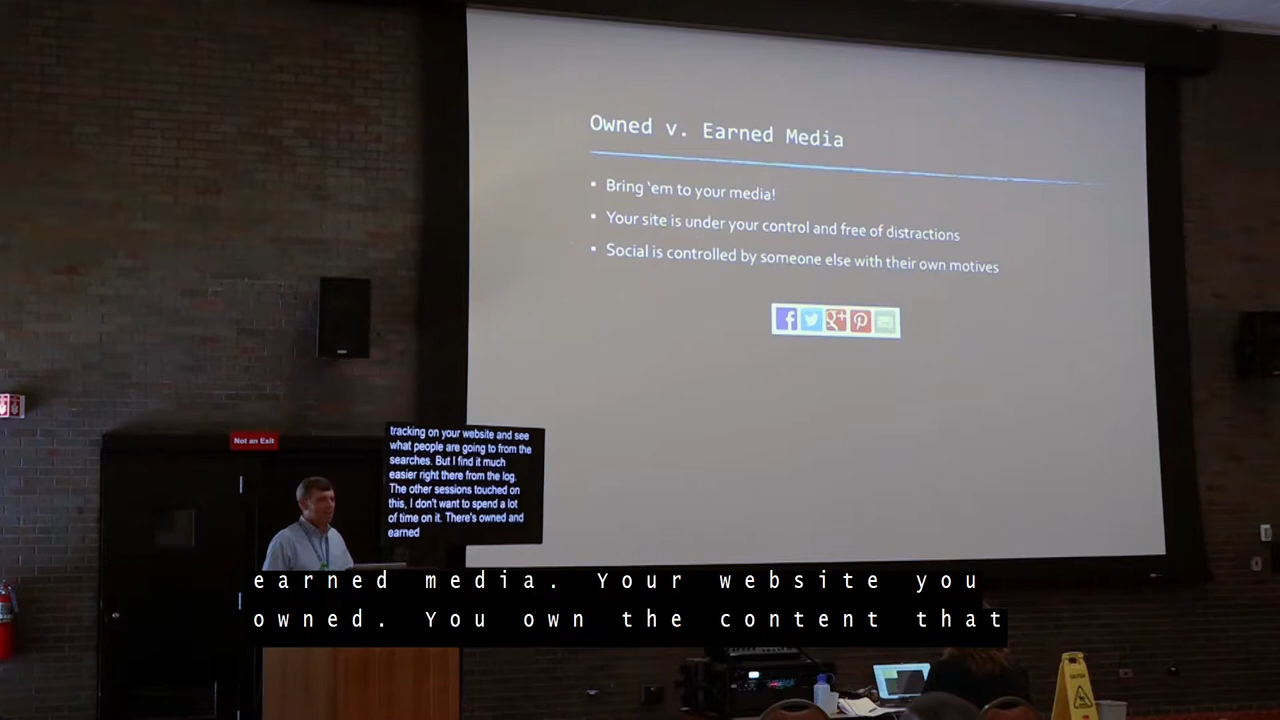 Owned v. Earned Media
▪ Bring ‘em to your media!
▪ Your site is under your control and free of distractions
▪ Social is controlled by someone else with their own motives
f g+ p
Not an Exit
tracking on your website and see
what people are going to from the
searches. But I find it much
easier right there from the log.
The other sessions touched on
this, I don't want to spend a lot
of time on it. There's owned and
earned
earned media. Your website you
owned. You own the content that
CAUTION